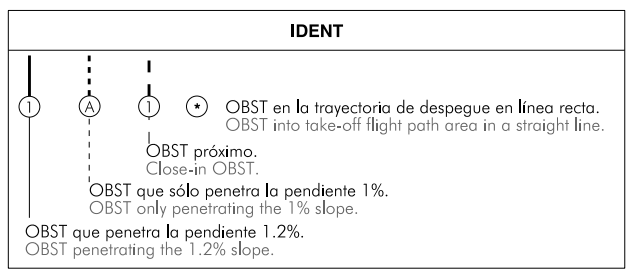 IDENT
1 A 1 * OBST en la trayectoria de despegue en línea recta.
OBST into take-off flight path area in a straight line.
OBST próximo.
Close-in OBST.
OBST que sólo penetra la pendiente 1%.
OBST only penetrating the 1% slope.
OBST que penetra la pendiente 1.2%.
OBST penetrating the 1.2% slope.